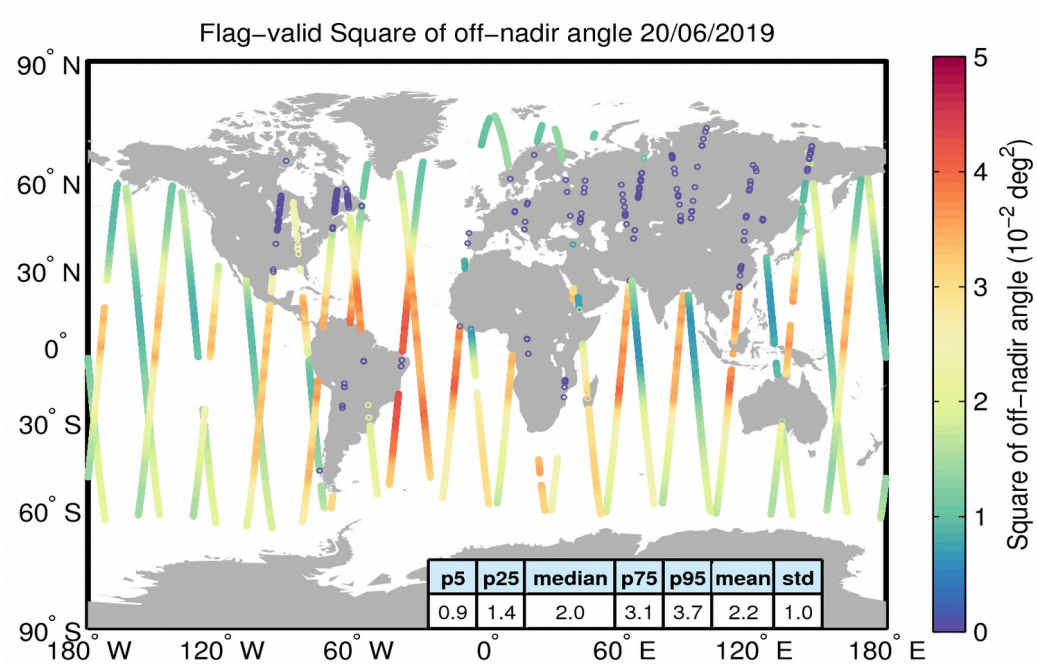 Flag−valid Square of off−nadir angle 20/06/2019
90° N
60° N
30° N
0°
30° S
60° S
90° S
180° W
120° W
60° W
0°
60° E
120° E
180° E
p5 p25 median p75 p95 mean std
0.9 1.4 2.0 3.1 3.7 2.2 1.0
5
4
3
2
1
0
Square of off−nadir angle (10⁻² deg²)